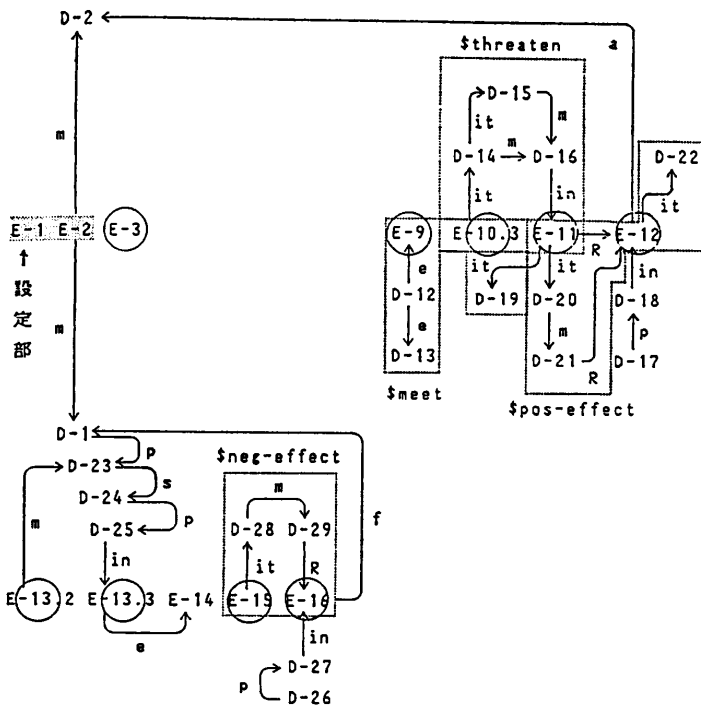 D-2
$threaten
a
D-15
it
m
m
D-14
m
D-16
D-22
it
in
it
E-1
E-2
E-3
E-9
E-10.3
E-11
R
E-12
↑
設定部
e
it
it
in
D-12
D-19
D-20
D-18
m
e
m
p
D-13
D-21
R
D-17
$meet
$pos-effect
D-1
p
$neg-effect
D-23
s
m
D-24
p
f
m
D-25
D-28
D-29
in
it
R
E-13.2
E-13.3
E-14
E-15
E-16
e
in
D-27
p
D-26